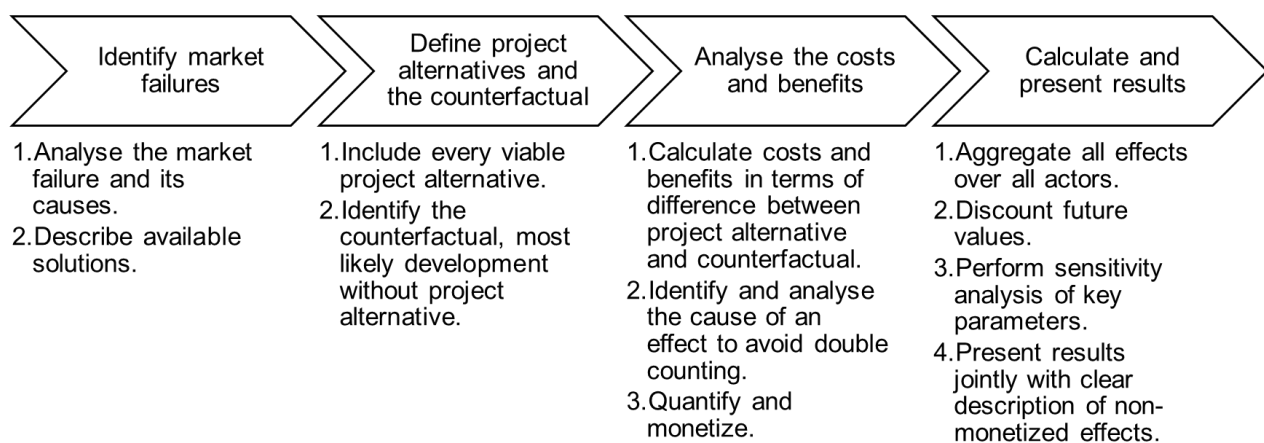 Identify market
failures
Define project
alternatives and
the counterfactual
Analyse the costs
and benefits
Calculate and
present results
1.Analyse the market
failure and its
causes.
2.Describe available
solutions.
1.Include every viable
project alternative.
2.Identify the
counterfactual, most
likely development
without project
alternative.
1.Calculate costs and
benefits in terms of
difference between
project alternative
and counterfactual.
2.Identify and analyse
the cause of an
effect to avoid double
counting.
3.Quantify and
monetize.
1.Aggregate all effects
over all actors.
2.Discount future
values.
3.Perform sensitivity
analysis of key
parameters.
4.Present results
jointly with clear
description of non-
monetized effects.